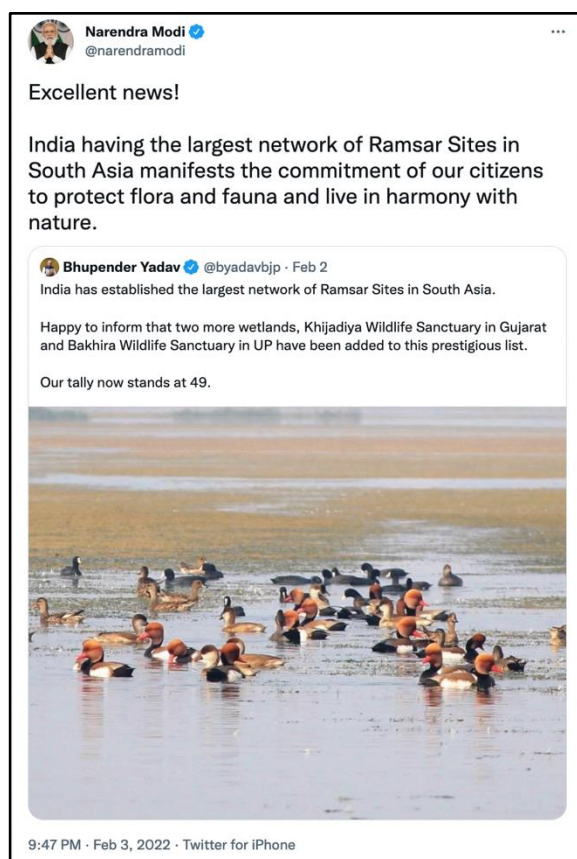 Narendra Modi
@narendramodi
Excellent news!
India having the largest network of Ramsar Sites in
South Asia manifests the commitment of our citizens
to protect flora and fauna and live in harmony with
nature.
Bhupender Yadav @byadavbjp · Feb 2
India has established the largest network of Ramsar Sites in South Asia.
Happy to inform that two more wetlands, Khijadiya Wildlife Sanctuary in Gujarat
and Bakhira Wildlife Sanctuary in UP have been added to this prestigious list.
Our tally now stands at 49.
9:47 PM · Feb 3, 2022 · Twitter for iPhone